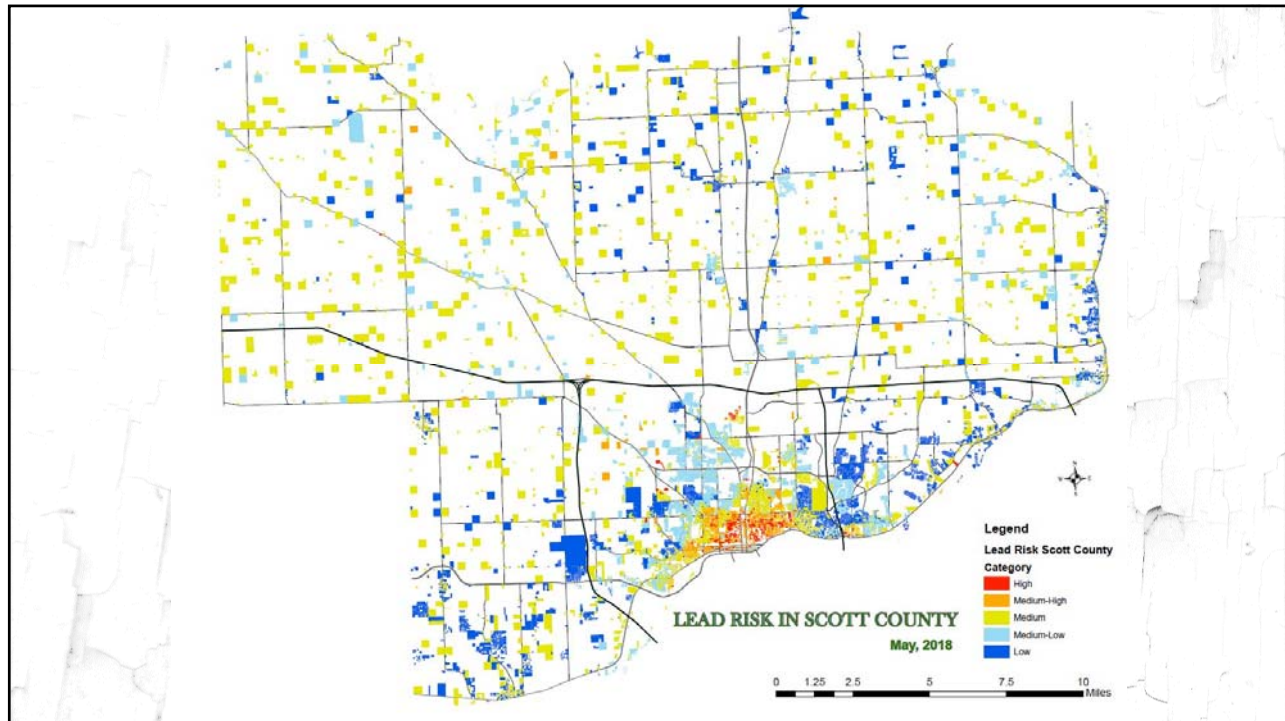 LEAD RISK IN SCOTT COUNTY
May, 2018
Legend
Lead Risk Scott County
Category
High
Medium-High
Medium
Medium-Low
Low
0 1.25 2.5 5 7.5 10
Miles